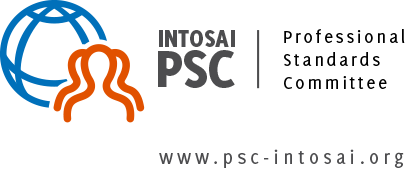 INTOSAI
PSC
Professional
Standards
Committee
www.psc-intosai.org